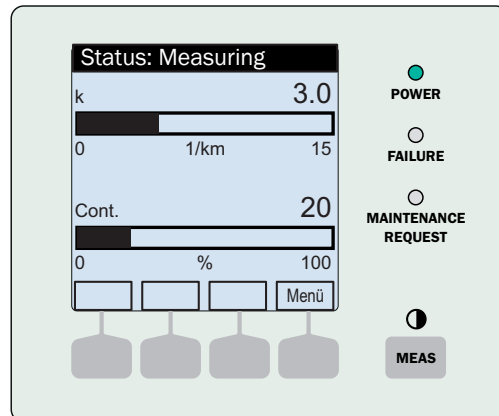 Status: Measuring
k 3.0
0 1/km 15
Cont. 20
0 % 100
Menü
POWER
FAILURE
MAINTENANCE
REQUEST
MEAS